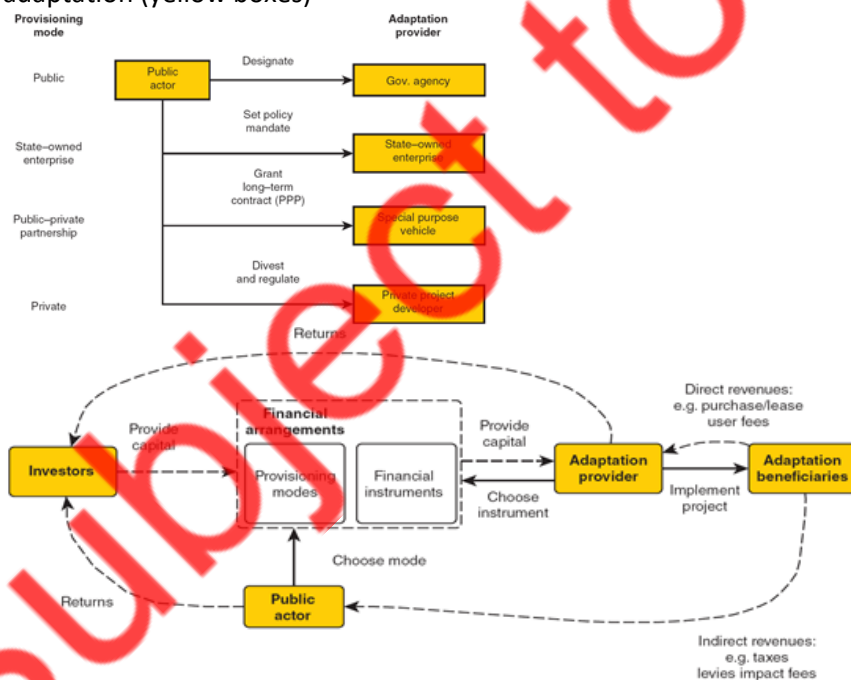 adaptation (yellow boxes)
Provisioning
mode
Adaptation
provider
Public
Public
actor
Designate
Gov. agency
Set policy
mandate
State–owned
enterprise
State–owned
enterprise
Grant
long–term
contract (PPP)
Public–private
partnership
Special purpose
vehicle
Divest
and regulate
Private
Private project
developer
Returns
Direct revenues:
e.g. purchase/lease
user fees
Financial
arrangements
Provide
capital
Provide
capital
Investors
Provisioning
modes
Financial
instruments
Adaptation
provider
Adaptation
beneficiaries
Choose
instrument
Implement
project
Choose mode
Returns
Public
actor
Indirect revenues:
e.g. taxes
levies impact fees
ubject to